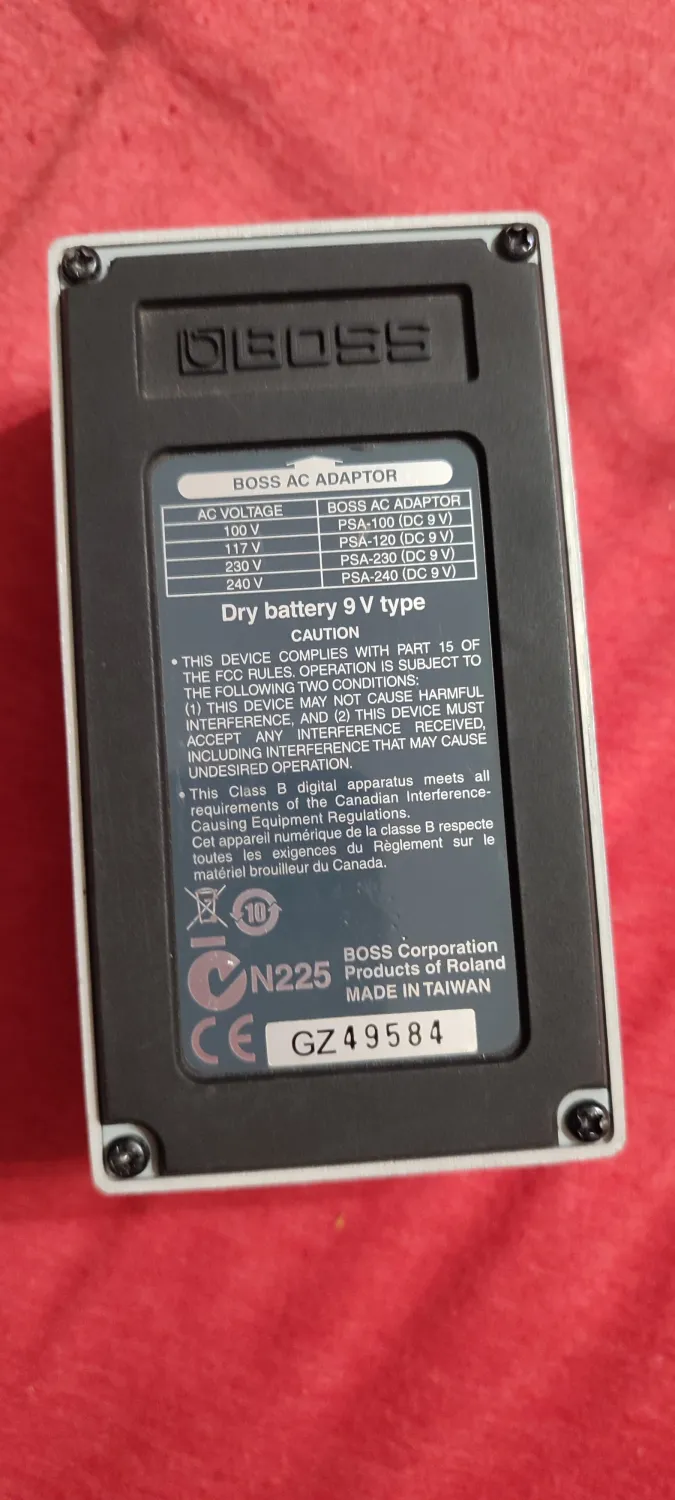 BOSS
BOSS AC ADAPTOR
AC VOLTAGE BOSS AC ADAPTOR
100 V PSA-100 (DC 9 V)
117 V PSA-120 (DC 9 V)
230 V PSA-230 (DC 9 V)
240 V PSA-240 (DC 9 V)
Dry battery 9 V type
CAUTION
• THIS DEVICE COMPLIES WITH PART 15 OF
THE FCC RULES. OPERATION IS SUBJECT TO
THE FOLLOWING TWO CONDITIONS:
(1) THIS DEVICE MAY NOT CAUSE HARMFUL
INTERFERENCE, AND (2) THIS DEVICE MUST
ACCEPT ANY INTERFERENCE RECEIVED,
INCLUDING INTERFERENCE THAT MAY CAUSE
UNDESIRED OPERATION.
• This Class B digital apparatus meets all
requirements of the Canadian Interference-
Causing Equipment Regulations.
Cet appareil numérique de la classe B respecte
toutes les exigences du Règlement sur le
matériel brouilleur du Canada.
10
N225
BOSS Corporation
Products of Roland
MADE IN TAIWAN
CE
GZ49584